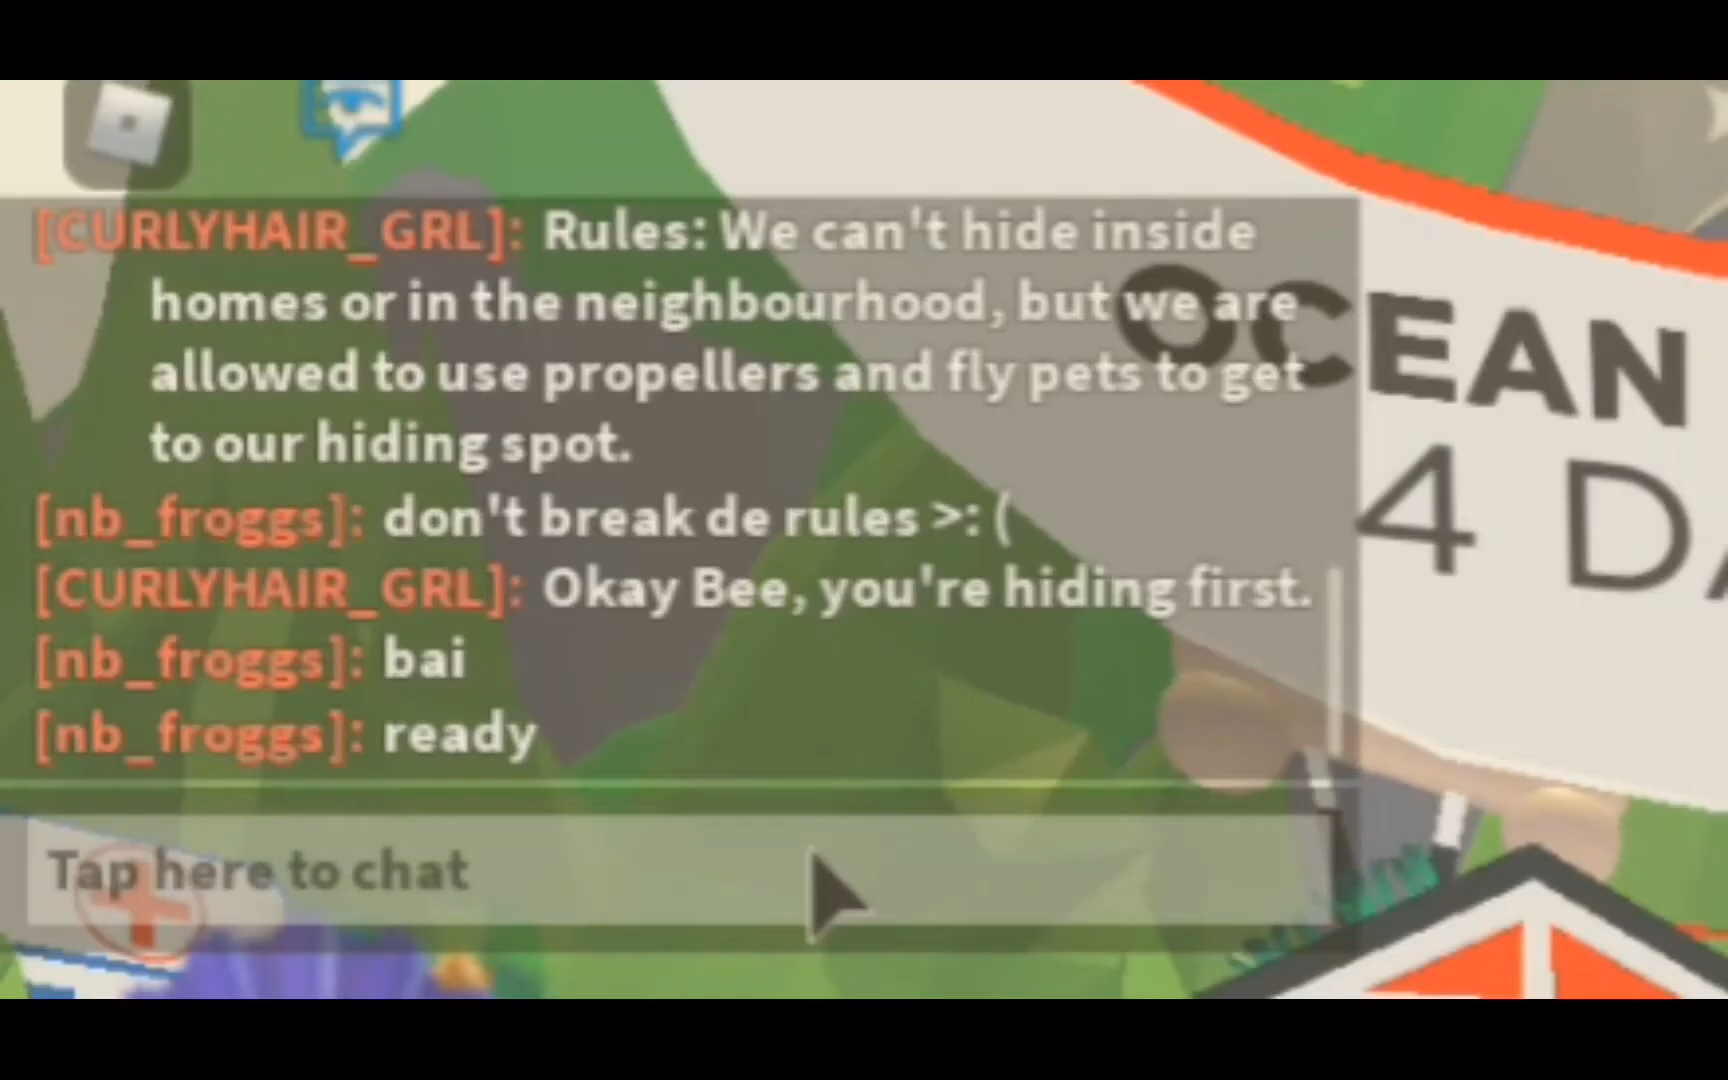 [CURLYHAIR_GRL]: Rules: We can't hide inside
homes or in the neighbourhood, but we are
allowed to use propellers and fly pets to get
to our hiding spot.
[nb_froggs]: don't break de rules >: (
[CURLYHAIR_GRL]: Okay Bee, you're hiding first.
[nb_froggs]: bai
[nb_froggs]: ready
Tap here to chat
OCEAN
4 DA